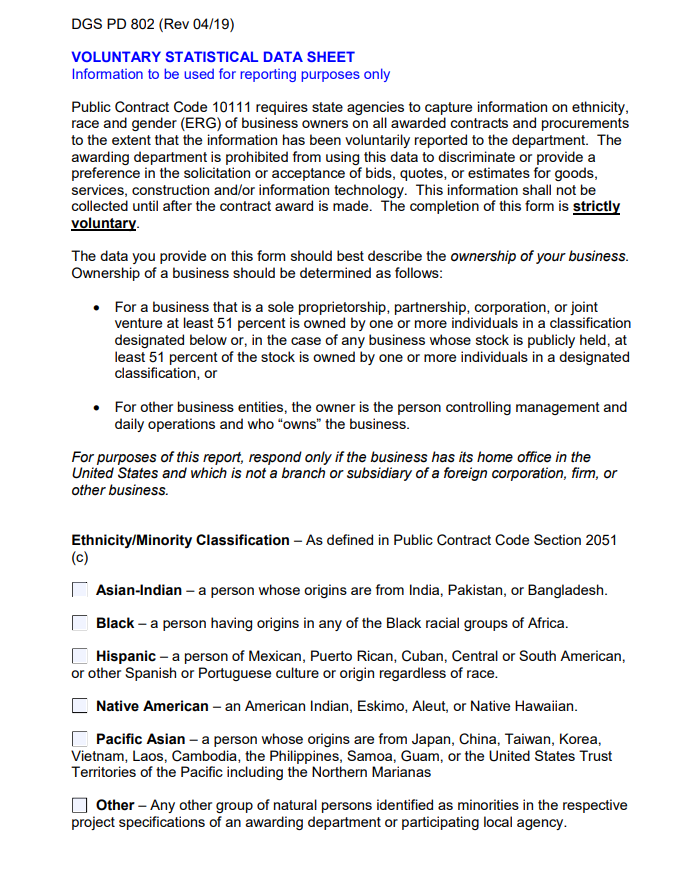 DGS PD 802 (Rev 04/19)
VOLUNTARY STATISTICAL DATA SHEET
Information to be used for reporting purposes only
Public Contract Code 10111 requires state agencies to capture information on ethnicity,
race and gender (ERG) of business owners on all awarded contracts and procurements
to the extent that the information has been voluntarily reported to the department.  The
awarding department is prohibited from using this data to discriminate or provide a
preference in the solicitation or acceptance of bids, quotes, or estimates for goods,
services, construction and/or information technology.  This information shall not be
collected until after the contract award is made.  The completion of this form is strictly
voluntary.
The data you provide on this form should best describe the ownership of your business.
Ownership of a business should be determined as follows:
• For a business that is a sole proprietorship, partnership, corporation, or joint
venture at least 51 percent is owned by one or more individuals in a classification
designated below or, in the case of any business whose stock is publicly held, at
least 51 percent of the stock is owned by one or more individuals in a designated
classification, or
• For other business entities, the owner is the person controlling management and
daily operations and who “owns” the business.
For purposes of this report, respond only if the business has its home office in the
United States and which is not a branch or subsidiary of a foreign corporation, firm, or
other business.
Ethnicity/Minority Classification – As defined in Public Contract Code Section 2051
(c)
Asian-Indian – a person whose origins are from India, Pakistan, or Bangladesh.
Black – a person having origins in any of the Black racial groups of Africa.
Hispanic – a person of Mexican, Puerto Rican, Cuban, Central or South American,
or other Spanish or Portuguese culture or origin regardless of race.
Native American – an American Indian, Eskimo, Aleut, or Native Hawaiian.
Pacific Asian – a person whose origins are from Japan, China, Taiwan, Korea,
Vietnam, Laos, Cambodia, the Philippines, Samoa, Guam, or the United States Trust
Territories of the Pacific including the Northern Marianas
Other – Any other group of natural persons identified as minorities in the respective
project specifications of an awarding department or participating local agency.